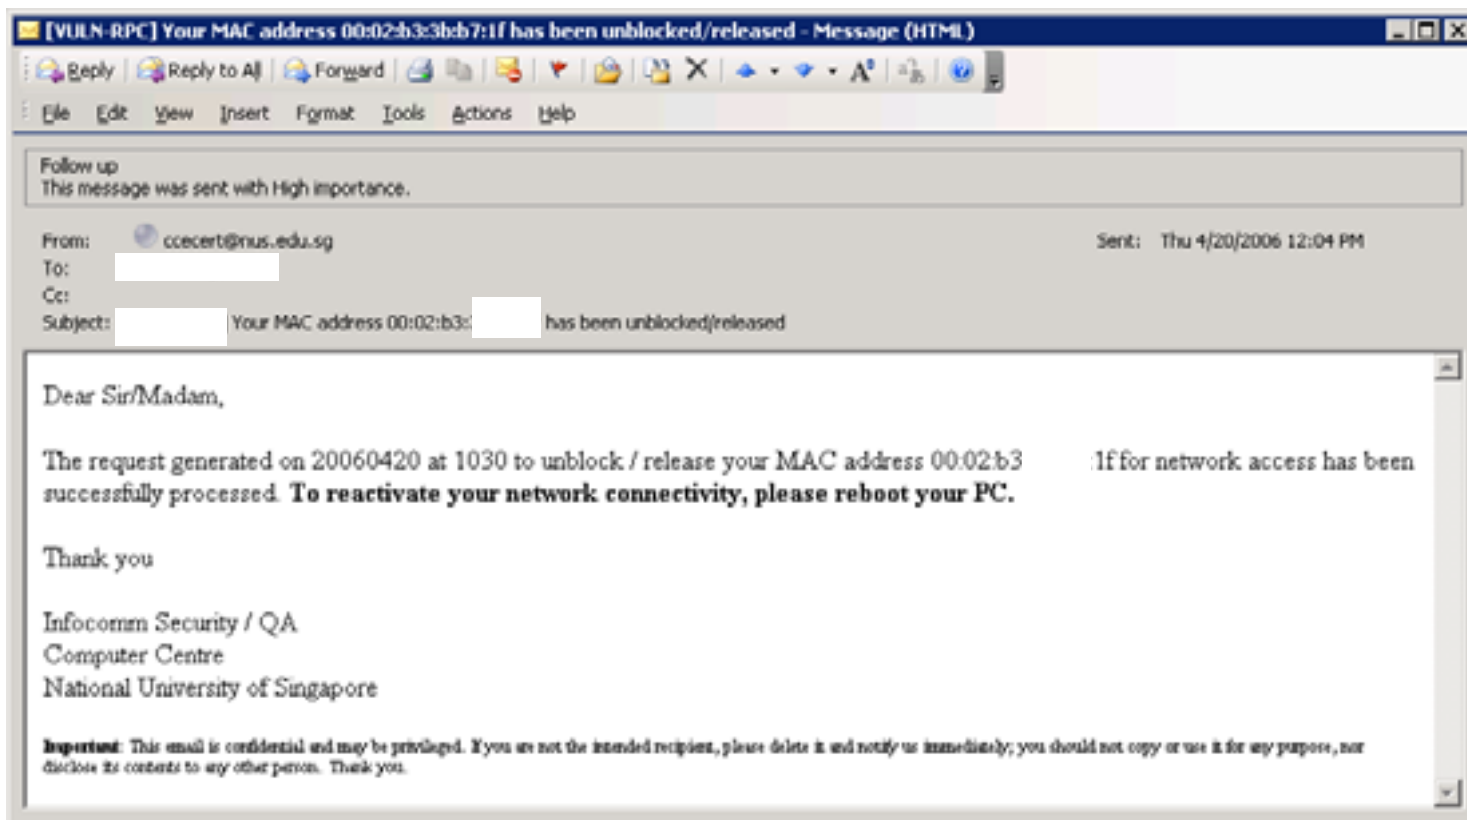 [VULN-RPC] Your MAC address 00:02:b3:3b:b7:1f has been unblocked/released - Message (HTML)
Reply Reply to All Forward
File Edit View Insert Format Tools Actions Help
Follow up
This message was sent with High importance.
From: ccecert@nus.edu.sg Sent: Thu 4/20/2006 12:04 PM
To:
Cc:
Subject: Your MAC address 00:02:b3: has been unblocked/released
Dear Sir/Madam,
The request generated on 20060420 at 1030 to unblock / release your MAC address 00:02:b3 :1f for network access has been
successfully processed. To reactivate your network connectivity, please reboot your PC.
Thank you
Infocomm Security / QA
Computer Centre
National University of Singapore
Important: This email is confidential and may be privileged. If you are not the intended recipient, please delete it and notify us immediately; you should not copy or use it for any purpose, nor
disclose its contents to any other person. Thank you.